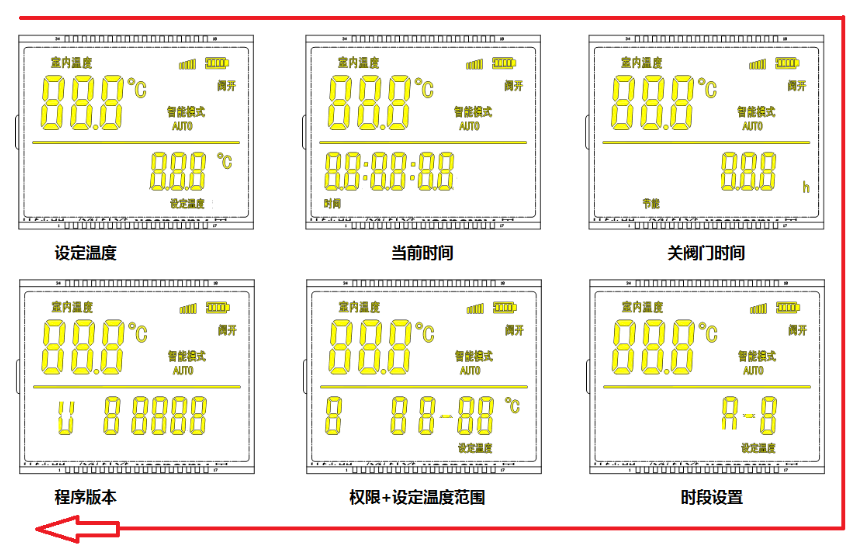 室内温度
88.8℃
阀开
智能模式
AUTO
88.8 ℃
设定温度
设定温度
室内温度
88.8℃
阀开
智能模式
AUTO
88:88:88
时间
当前时间
室内温度
88.8℃
阀开
智能模式
AUTO
888 h
节能
关阀门时间
室内温度
88.8℃
阀开
智能模式
AUTO
U 88888
程序版本
室内温度
88.8℃
阀开
智能模式
AUTO
8 88-88 ℃
设定温度
权限+设定温度范围
室内温度
88.8℃
阀开
智能模式
AUTO
A-8
设定温度
时段设置